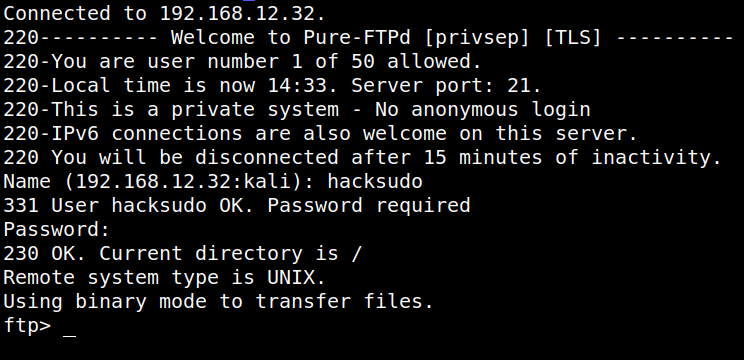 Connected to 192.168.12.32.
220---------- Welcome to Pure-FTPd [privsep] [TLS] ----------
220-You are user number 1 of 50 allowed.
220-Local time is now 14:33. Server port: 21.
220-This is a private system - No anonymous login
220-IPv6 connections are also welcome on this server.
220 You will be disconnected after 15 minutes of inactivity.
Name (192.168.12.32:kali): hacksudo
331 User hacksudo OK. Password required
Password:
230 OK. Current directory is /
Remote system type is UNIX.
Using binary mode to transfer files.
ftp> _